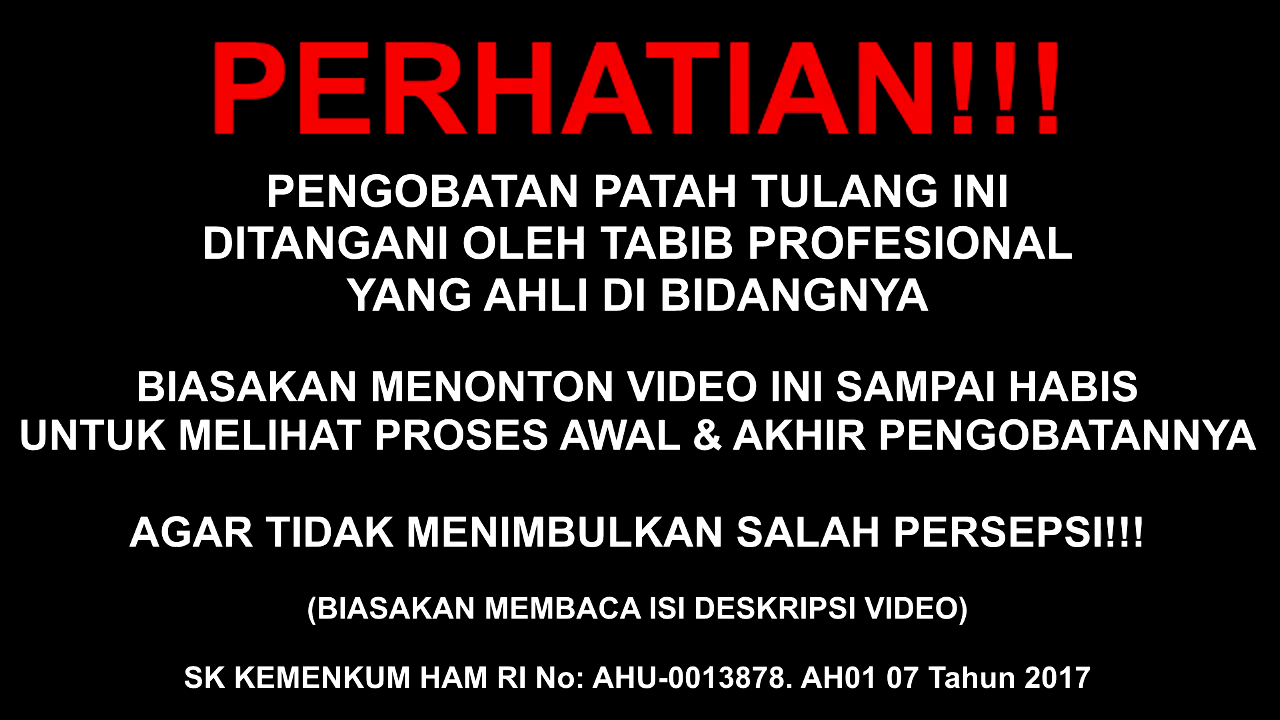 PERHATIAN!!!
PENGOBATAN PATAH TULANG INI
DITANGANI OLEH TABIB PROFESIONAL
YANG AHLI DI BIDANGNYA
BIASAKAN MENONTON VIDEO INI SAMPAI HABIS
UNTUK MELIHAT PROSES AWAL & AKHIR PENGOBATANNYA
AGAR TIDAK MENIMBULKAN SALAH PERSEPSI!!!
(BIASAKAN MEMBACA ISI DESKRIPSI VIDEO)
SK KEMENKUM HAM RI No: AHU-0013878. AH01 07 Tahun 2017